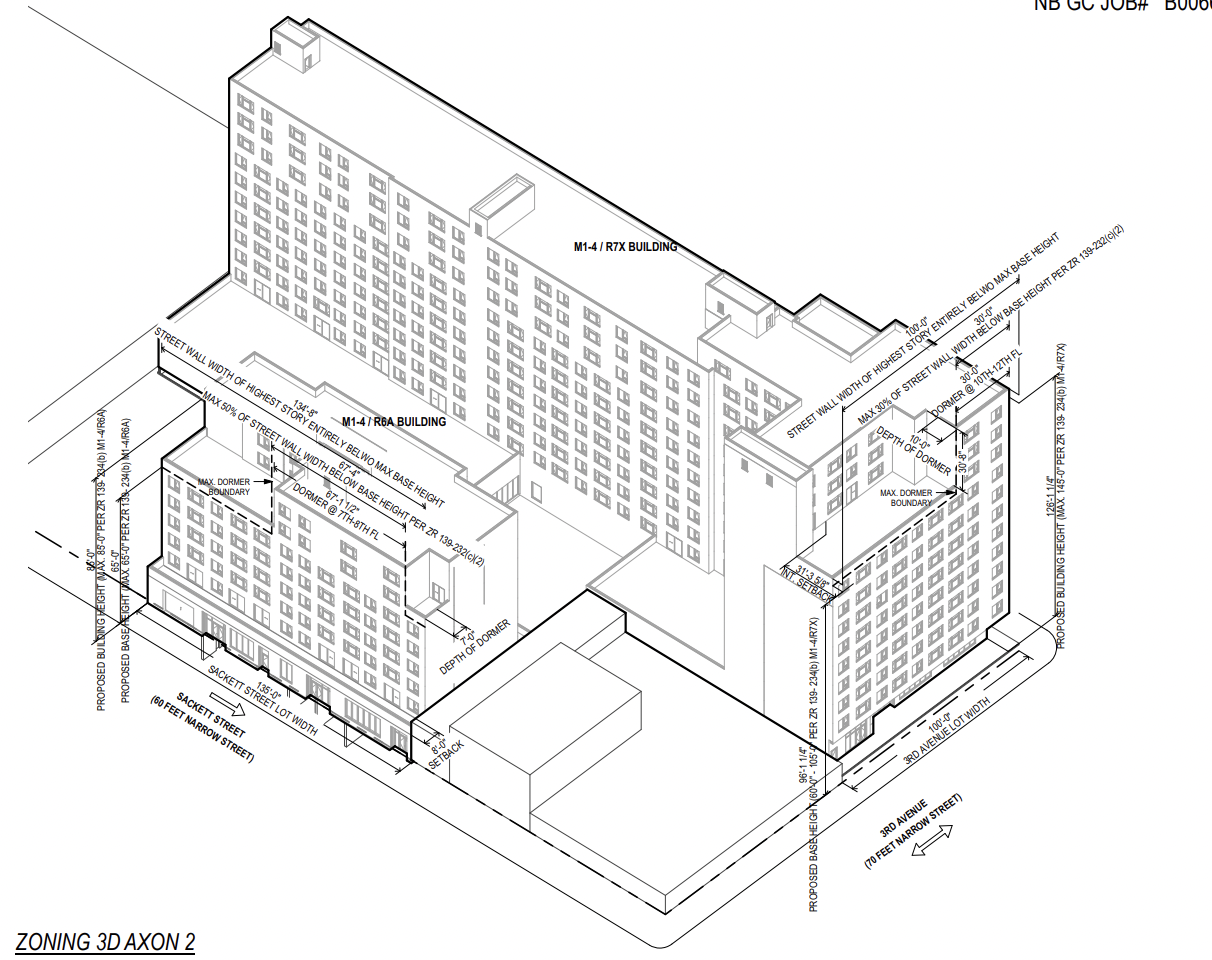 NB GC JOB# B006
M1-4 / R7X BUILDING
STREET WALL WIDTH OF HIGHEST STORY ENTIRELY BELWO MAX BASE HEIGHT
100'-0"
MAX 30% OF STREET WALL WIDTH BELOW BASE HEIGHT PER ZR 139-232(c)(2)
30'-0"
DORMER @ 10TH-12TH FL
30'-0"
10'-0"
DEPTH OF DORMER
30'-8"
MAX. DORMER
BOUNDARY
126'-1 1/4"
PROPOSED BUILDING HEIGHT (MAX. 145'-0" PER ZR 139- 234(b) M1-4/R7X)
STREET WALL WIDTH OF HIGHEST STORY ENTIRELY BELWO MAX BASE HEIGHT
134'-8"
M1-4 / R6A BUILDING
MAX 50% OF STREET WALL WIDTH BELOW BASE HEIGHT PER ZR 139-232(c)(2)
67'-4"
67'-1 1/2"
DORMER @ 7TH-8TH FL
MAX. DORMER
BOUNDARY
85'-0"
PROPOSED BUILDING HEIGHT (MAX. 85'-0" PER ZR 139- 234(b) M1-4/R6A)
65'-0"
PROPOSED BASE HEIGHT (MAX. 65'-0" PER ZR 139- 234(b) M1-4/R6A)
31'-3 5/8"
INT. SETBACK
7'-0"
DEPTH OF DORMER
135'-0"
SACKETT STREET LOT WIDTH
SACKETT STREET
(60 FEET NARROW STREET)
8'-0"
SETBACK
96'-1 1/4"
PROPOSED BASE HEIGHT (60'-0" - 105'-0" PER ZR 139- 234(b) M1-4/R7X)
100'-0"
3RD AVENUE LOT WIDTH
3RD AVENUE
(70 FEET NARROW STREET)
ZONING 3D AXON 2